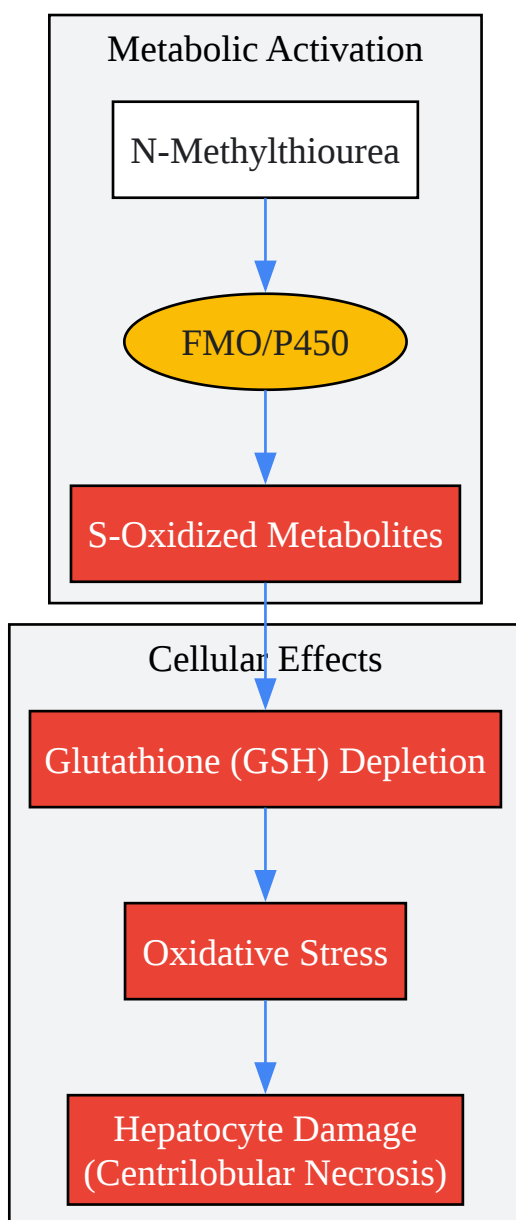 Metabolic Activation
N-Methylthiourea
FMO/P450
S-Oxidized Metabolites
Cellular Effects
Glutathione (GSH) Depletion
Oxidative Stress
Hepatocyte Damage
(Centrilobular Necrosis)